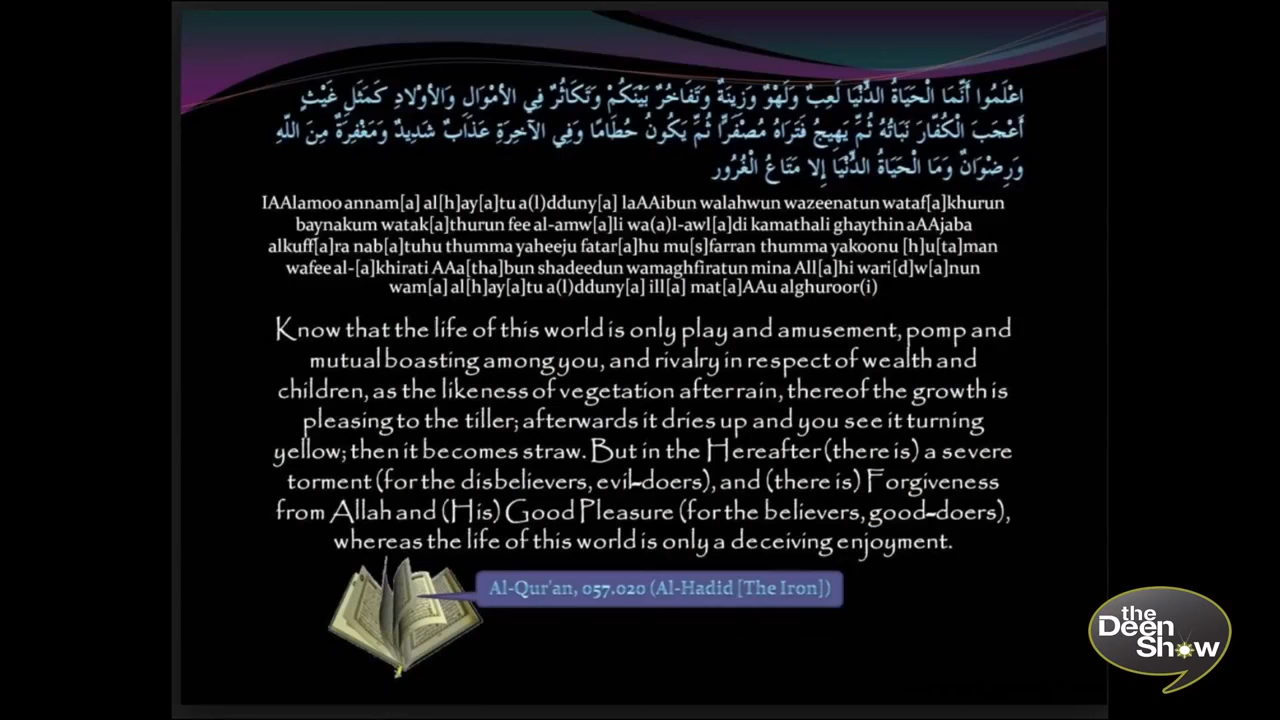 اعْلَمُوا أَنَّمَا الْحَيَاةُ الدُّنْيَا لَعِبٌ وَلَهْوٌ وَزِينَةٌ وَتَفَاخُرٌ بَيْنَكُمْ وَتَكَاثُرٌ فِي الأمْوَالِ وَالأوْلادِ كَمَثَلِ غَيْثٍ
أَعْجَبَ الْكُفَّارَ نَبَاتُهُ ثُمَّ يَهِيجُ فَتَرَاهُ مُصْفَرًّا ثُمَّ يَكُونُ حُطَامًا وَفِي الآخِرَةِ عَذَابٌ شَدِيدٌ وَمَغْفِرَةٌ مِنَ اللَّهِ
وَرِضْوَانٌ وَمَا الْحَيَاةُ الدُّنْيَا إِلا مَتَاعُ الْغُرُورِ
IAAlamoo annam[a] al[h]ay[a]tu a(l)dduny[a] laAAibun walahwun wazeenatun wataf[a]khurun
baynakum watak[a]thurun fee al-amw[a]li wa(a)l-awl[a]di kamathali ghaythin aAAjaba
alkuff[a]ra nab[a]tuhu thumma yaheeju fatar[a]hu mu[s]farran thumma yakoonu [h]u[ta]man
wafee al-[a]khirati AAa[tha]bun shadeedun wamaghfiratun mina All[a]hi wari[d]w[a]nun
wam[a] al[h]ay[a]tu a(l)dduny[a] ill[a] mat[a]AAu alghuroor(i)
Know that the life of this world is only play and amusement, pomp and
mutual boasting among you, and rivalry in respect of wealth and
children, as the likeness of vegetation after rain, thereof the growth is
pleasing to the tiller; afterwards it dries up and you see it turning
yellow; then it becomes straw. But in the Hereafter (there is) a severe
torment (for the disbelievers, evil-doers), and (there is) Forgiveness
from Allah and (His) Good Pleasure (for the believers, good-doers),
whereas the life of this world is only a deceiving enjoyment.
Al-Qur'an, 057.020 (Al-Hadid [The Iron])
the
Deen
Show